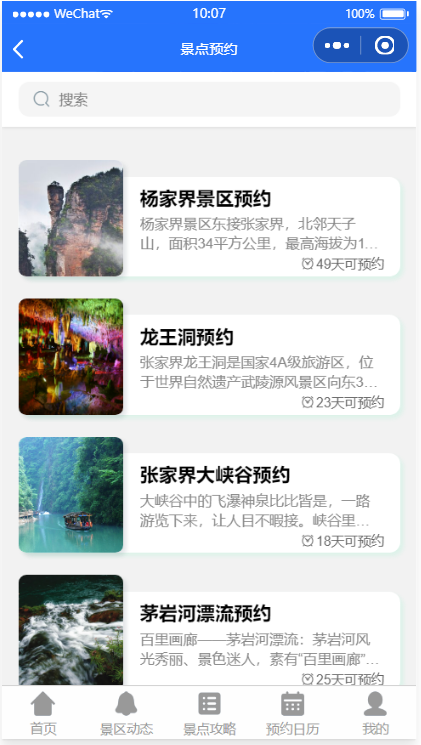 WeChat 10:07 100%
景点预约
搜索
杨家界景区预约
杨家界景区东接张家界，北邻天子
山，面积34平方公里，最高海拔为1...
49天可预约
龙王洞预约
张家界龙王洞是国家4A级旅游区，位
于世界自然遗产武陵源风景区向东3...
23天可预约
张家界大峡谷预约
大峡谷中的飞瀑神泉比比皆是，一路
游览下来，让人目不暇接。峡谷里...
18天可预约
茅岩河漂流预约
百里画廊——茅岩河漂流：茅岩河风
光秀丽、景色迷人，素有“百里画廊”...
25天可预约
首页 景区动态 景点攻略 预约日历 我的